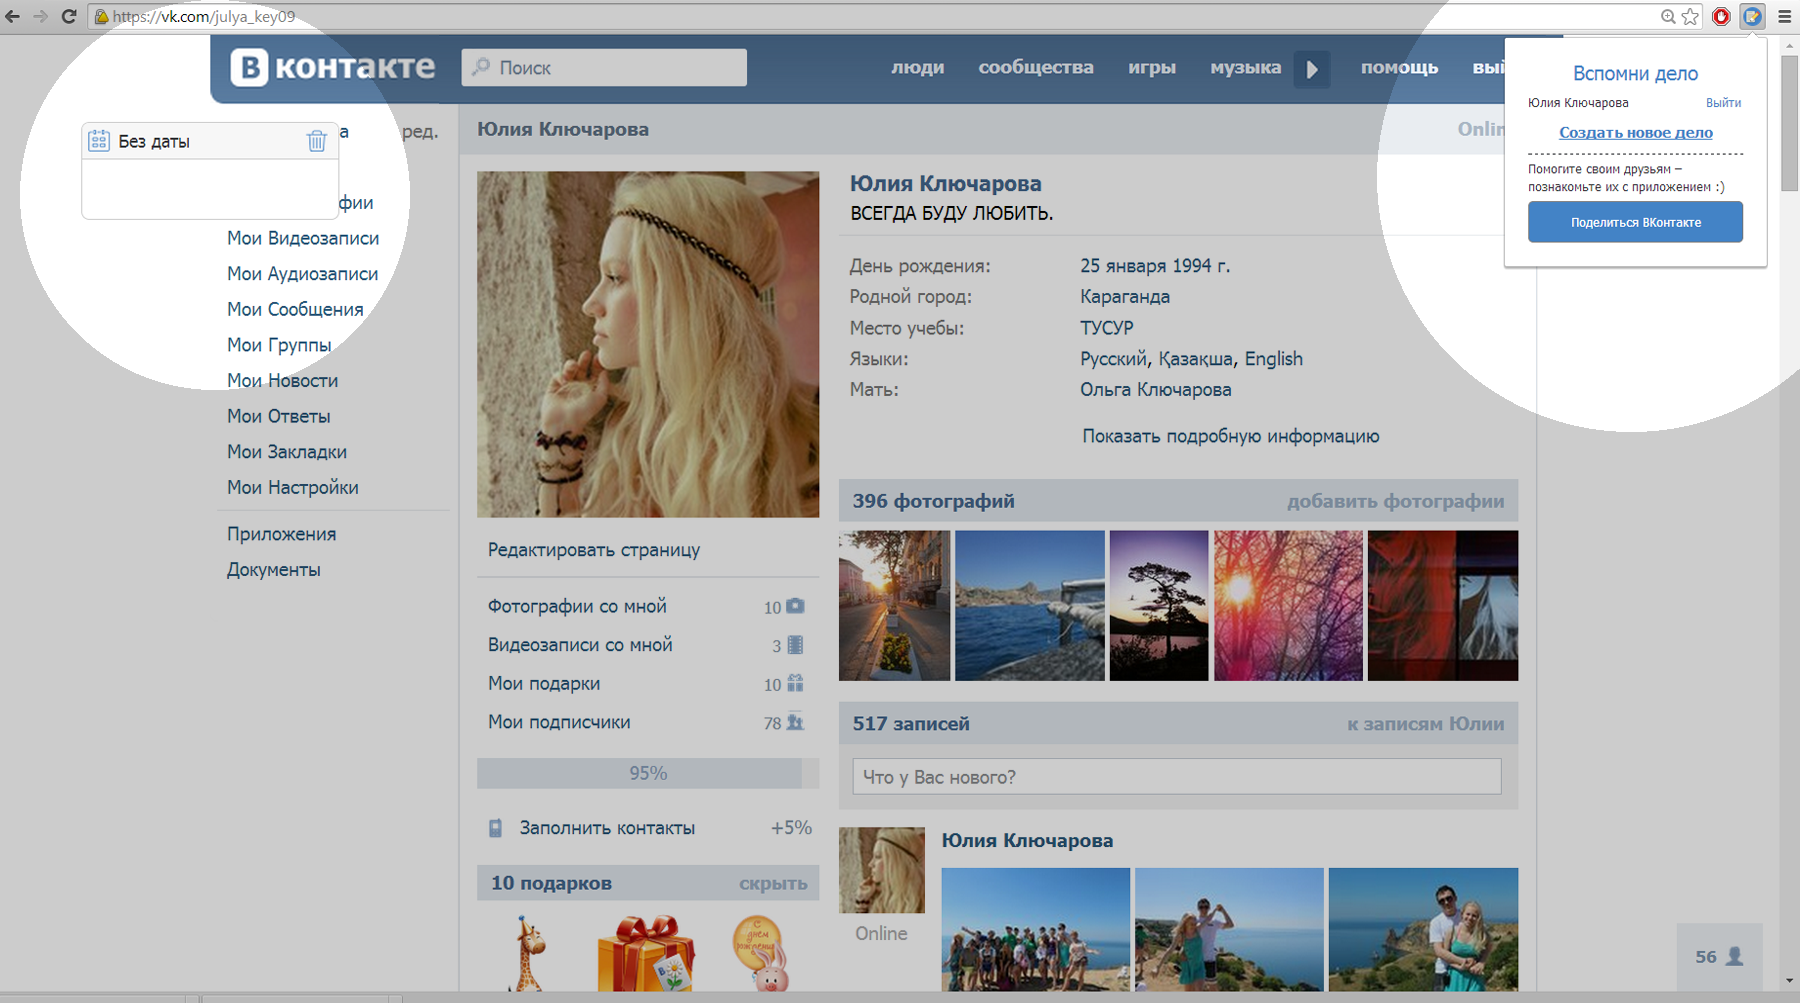 https://vk.com/julya_key09
В контакте
Поиск
люди
сообщества
игры
музыка
помощь
вый
Вспомни дело
Юлия Ключарова
Выйти
Создать новое дело
Помогите своим друзьям –
познакомьте их с приложением :)
Поделиться ВКонтакте
Без даты
а
ред.
фии
Мои Видеозаписи
Мои Аудиозаписи
Мои Сообщения
Мои Группы
Мои Новости
Мои Ответы
Мои Закладки
Мои Настройки
Приложения
Документы
Юлия Ключарова
Onlin
Редактировать страницу
Фотографии со мной 10
Видеозаписи со мной 3
Мои подарки 10
Мои подписчики 78
95%
Заполнить контакты +5%
10 подарков скрыть
С днем рождения
В
Юлия Ключарова
ВСЕГДА БУДУ ЛЮБИТЬ.
День рождения: 25 января 1994 г.
Родной город: Караганда
Место учебы: ТУСУР
Языки: Русский, Қазақша, English
Мать: Ольга Ключарова
Показать подробную информацию
396 фотографий добавить фотографии
517 записей к записям Юлии
Что у Вас нового?
Юлия Ключарова
Online
56